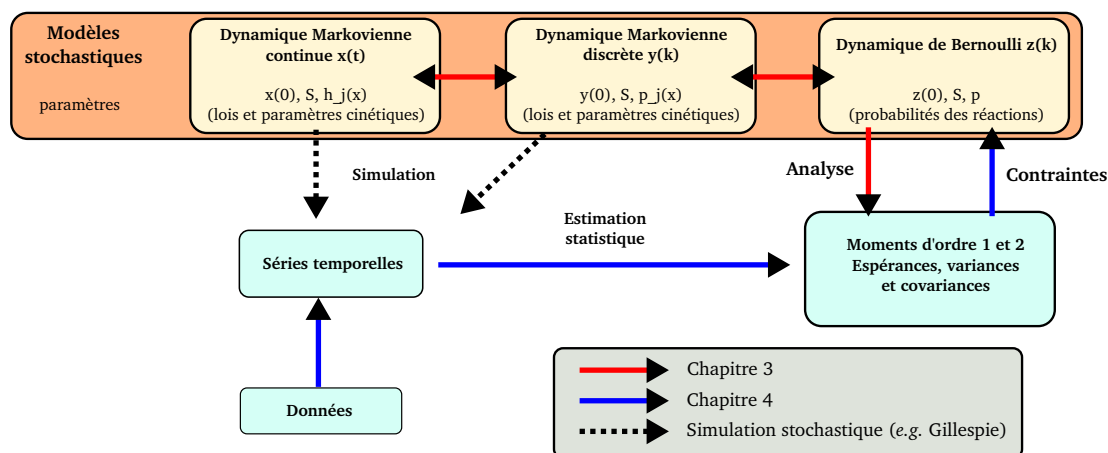 Modèles
stochastiques
paramètres
Dynamique Markovienne
continue x(t)
x(0), S, h_j(x)
(lois et paramètres cinétiques)
Dynamique Markovienne
discrète y(k)
y(0), S, p_j(x)
(lois et paramètres cinétiques)
Dynamique de Bernoulli z(k)
z(0), S, p
(probabilités des réactions)
Simulation
Analyse
Contraintes
Estimation
statistique
Séries temporelles
Moments d'ordre 1 et 2
Espérances, variances
et covariances
Données
Chapitre 3
Chapitre 4
Simulation stochastique (e.g. Gillespie)